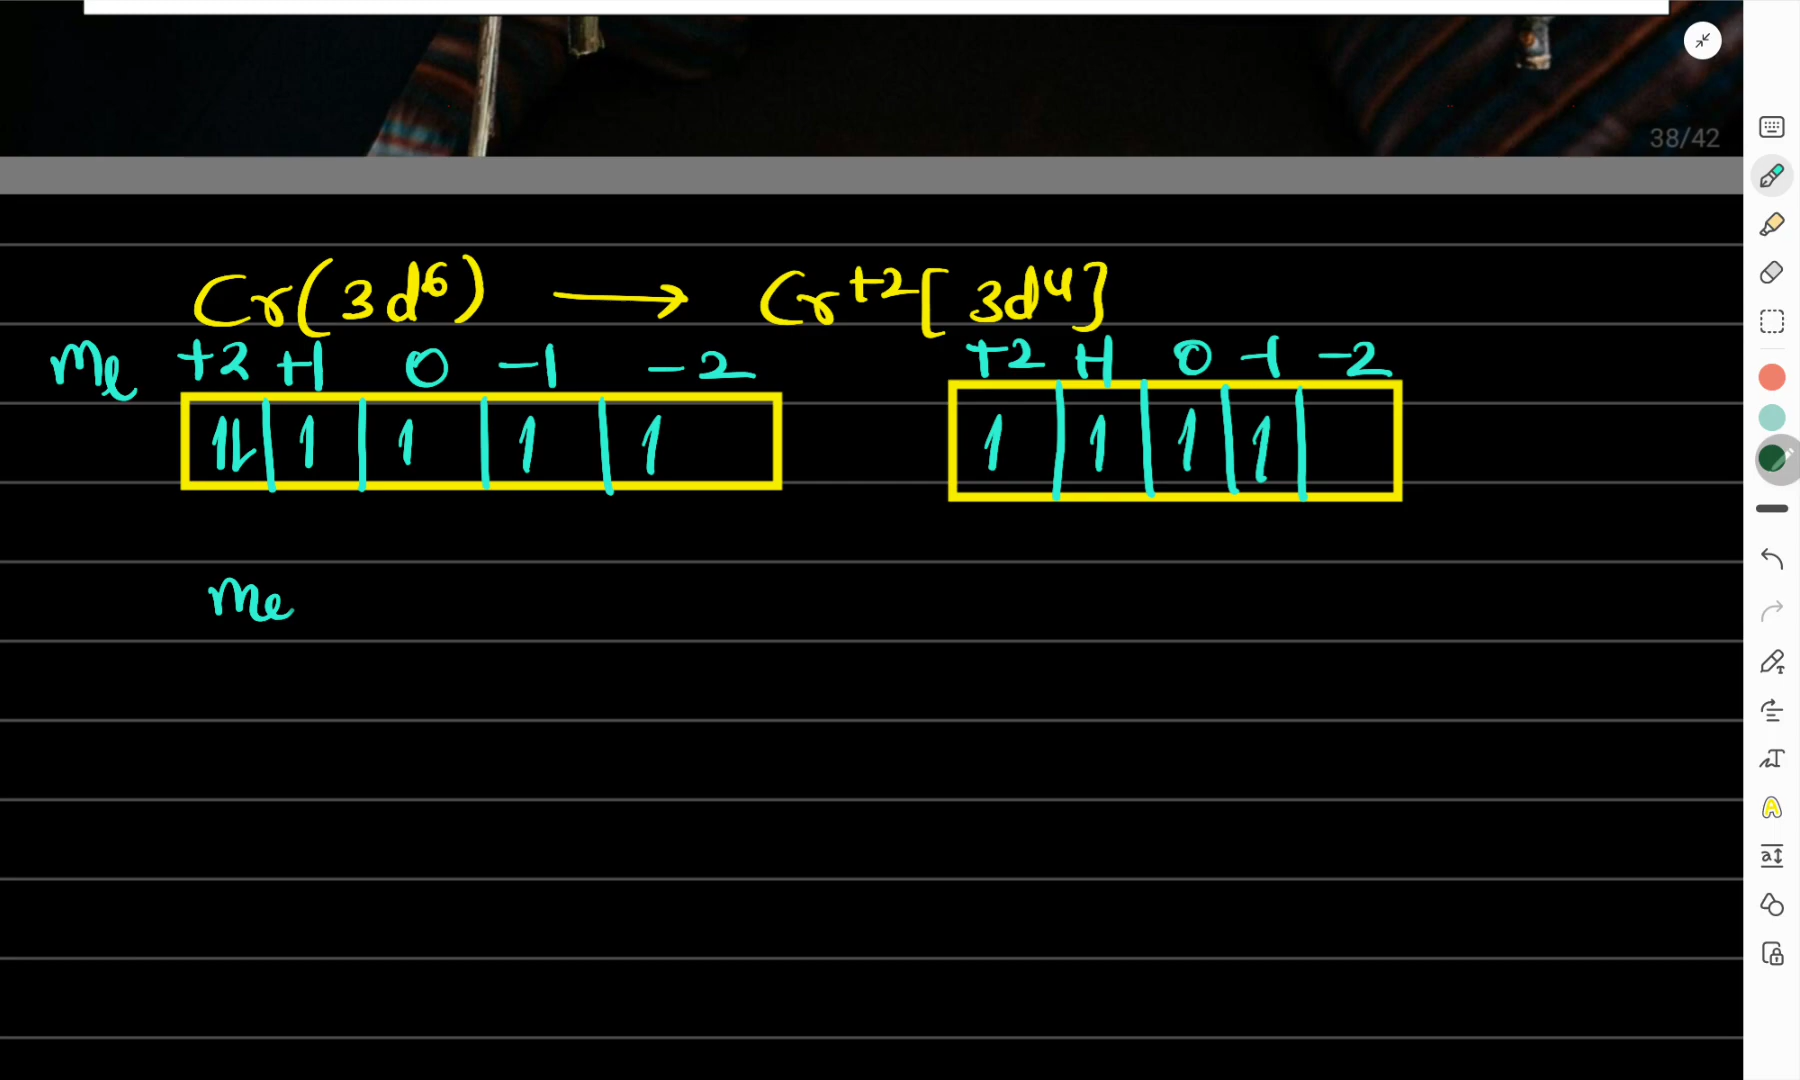 38/42
Cr(3d⁶) → Cr⁺²[3d⁴]
mₗ +2 +1 0 -1 -2 +2 +1 0 -1 -2
1L 1 1 1 1 1 1 1 1
mₑ